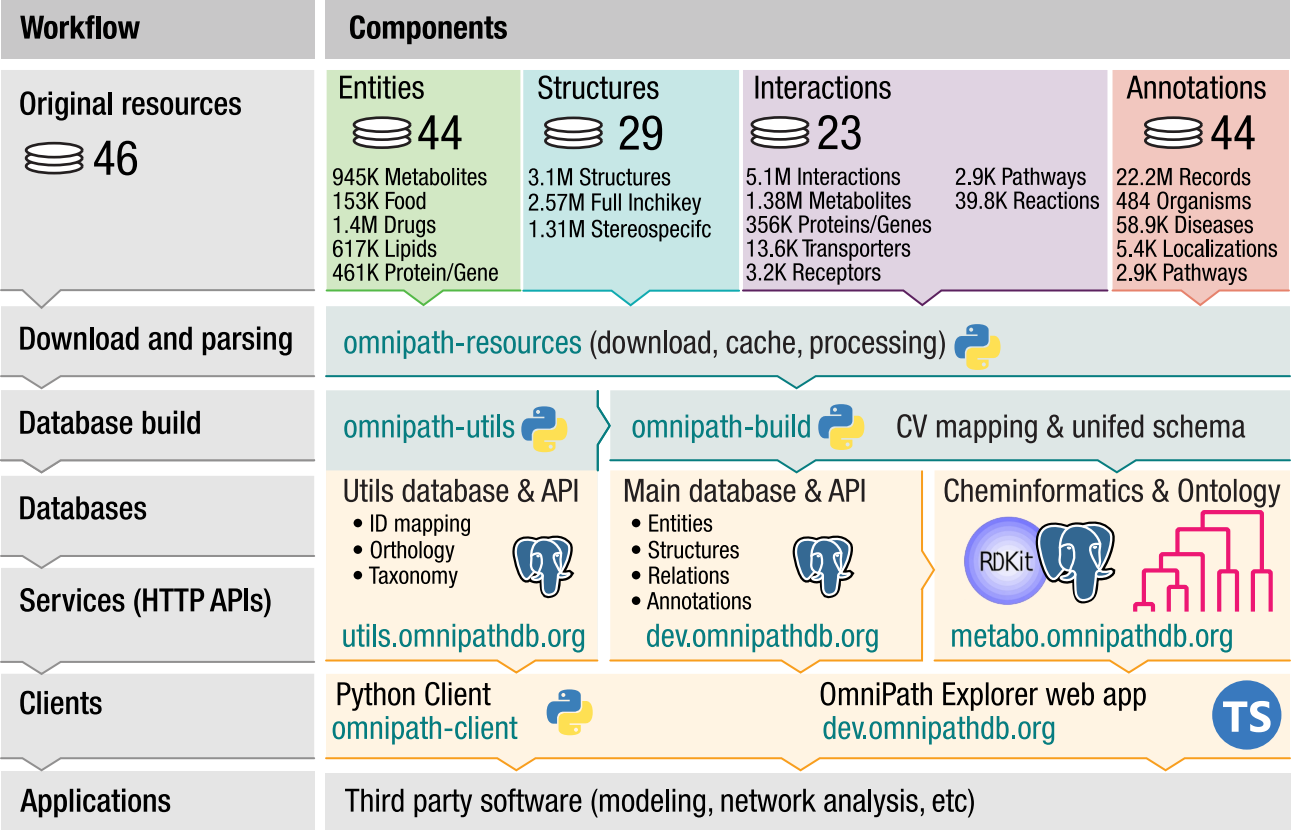 Workflow
Components
Original resources
46
Entities
44
945K Metabolites
153K Food
1.4M Drugs
617K Lipids
461K Protein/Gene
Structures
29
3.1M Structures
2.57M Full Inchikey
1.31M Stereospecifc
Interactions
23
5.1M Interactions
1.38M Metabolites
356K Proteins/Genes
13.6K Transporters
3.2K Receptors
2.9K Pathways
39.8K Reactions
Annotations
44
22.2M Records
484 Organisms
58.9K Diseases
5.4K Localizations
2.9K Pathways
Download and parsing
omnipath-resources (download, cache, processing)
Database build
omnipath-utils
omnipath-build
CV mapping & unifed schema
Databases
Services (HTTP APIs)
Utils database & API
• ID mapping
• Orthology
• Taxonomy
utils.omnipathdb.org
Main database & API
• Entities
• Structures
• Relations
• Annotations
dev.omnipathdb.org
Cheminformatics & Ontology
RDKit
metabo.omnipathdb.org
Clients
Python Client
omnipath-client
OmniPath Explorer web app
dev.omnipathdb.org
TS
Applications
Third party software (modeling, network analysis, etc)